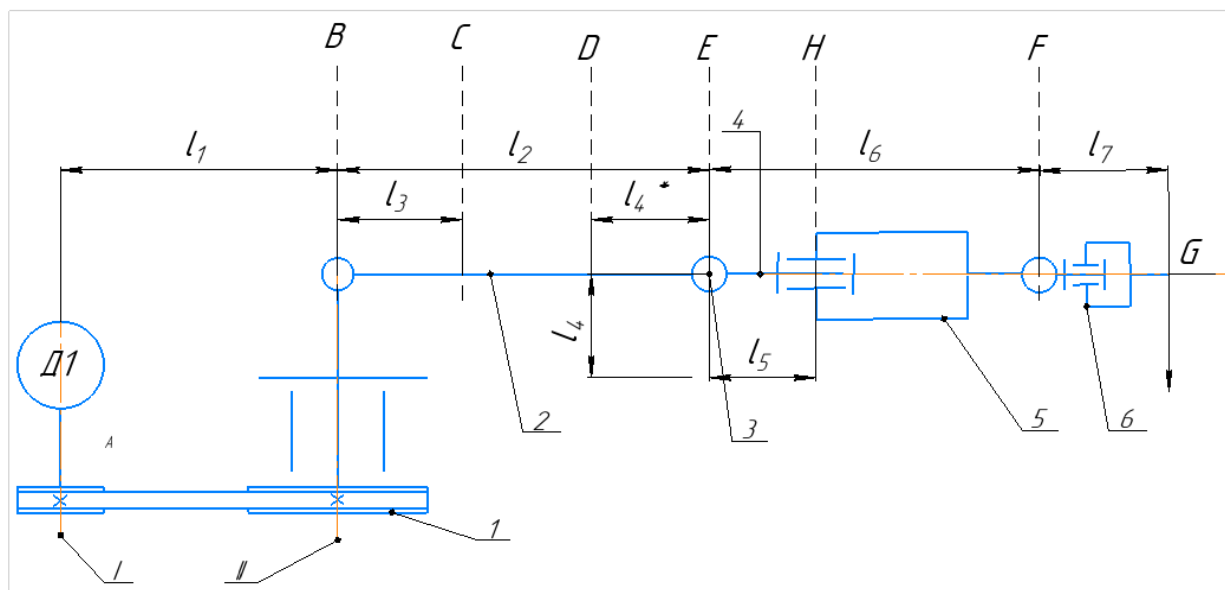 B C D E H F
l₁ l₂ 4 l₆ l₇
l₃ l₄*
G
Д1 l₄ l₅
А
2 3 5 6
1
I II